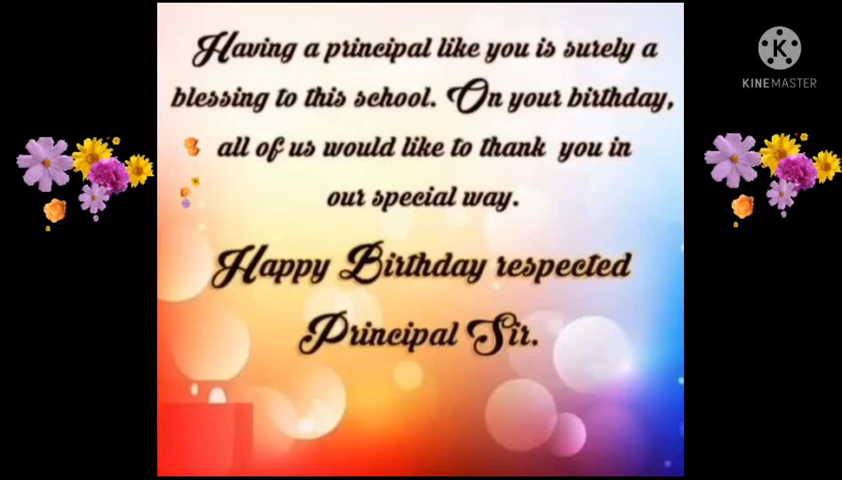 Having a principal like you is surely a
blessing to this school. On your birthday,
all of us would like to thank you in
our special way.
Happy Birthday respected
Principal Sir.
K
KINEMASTER